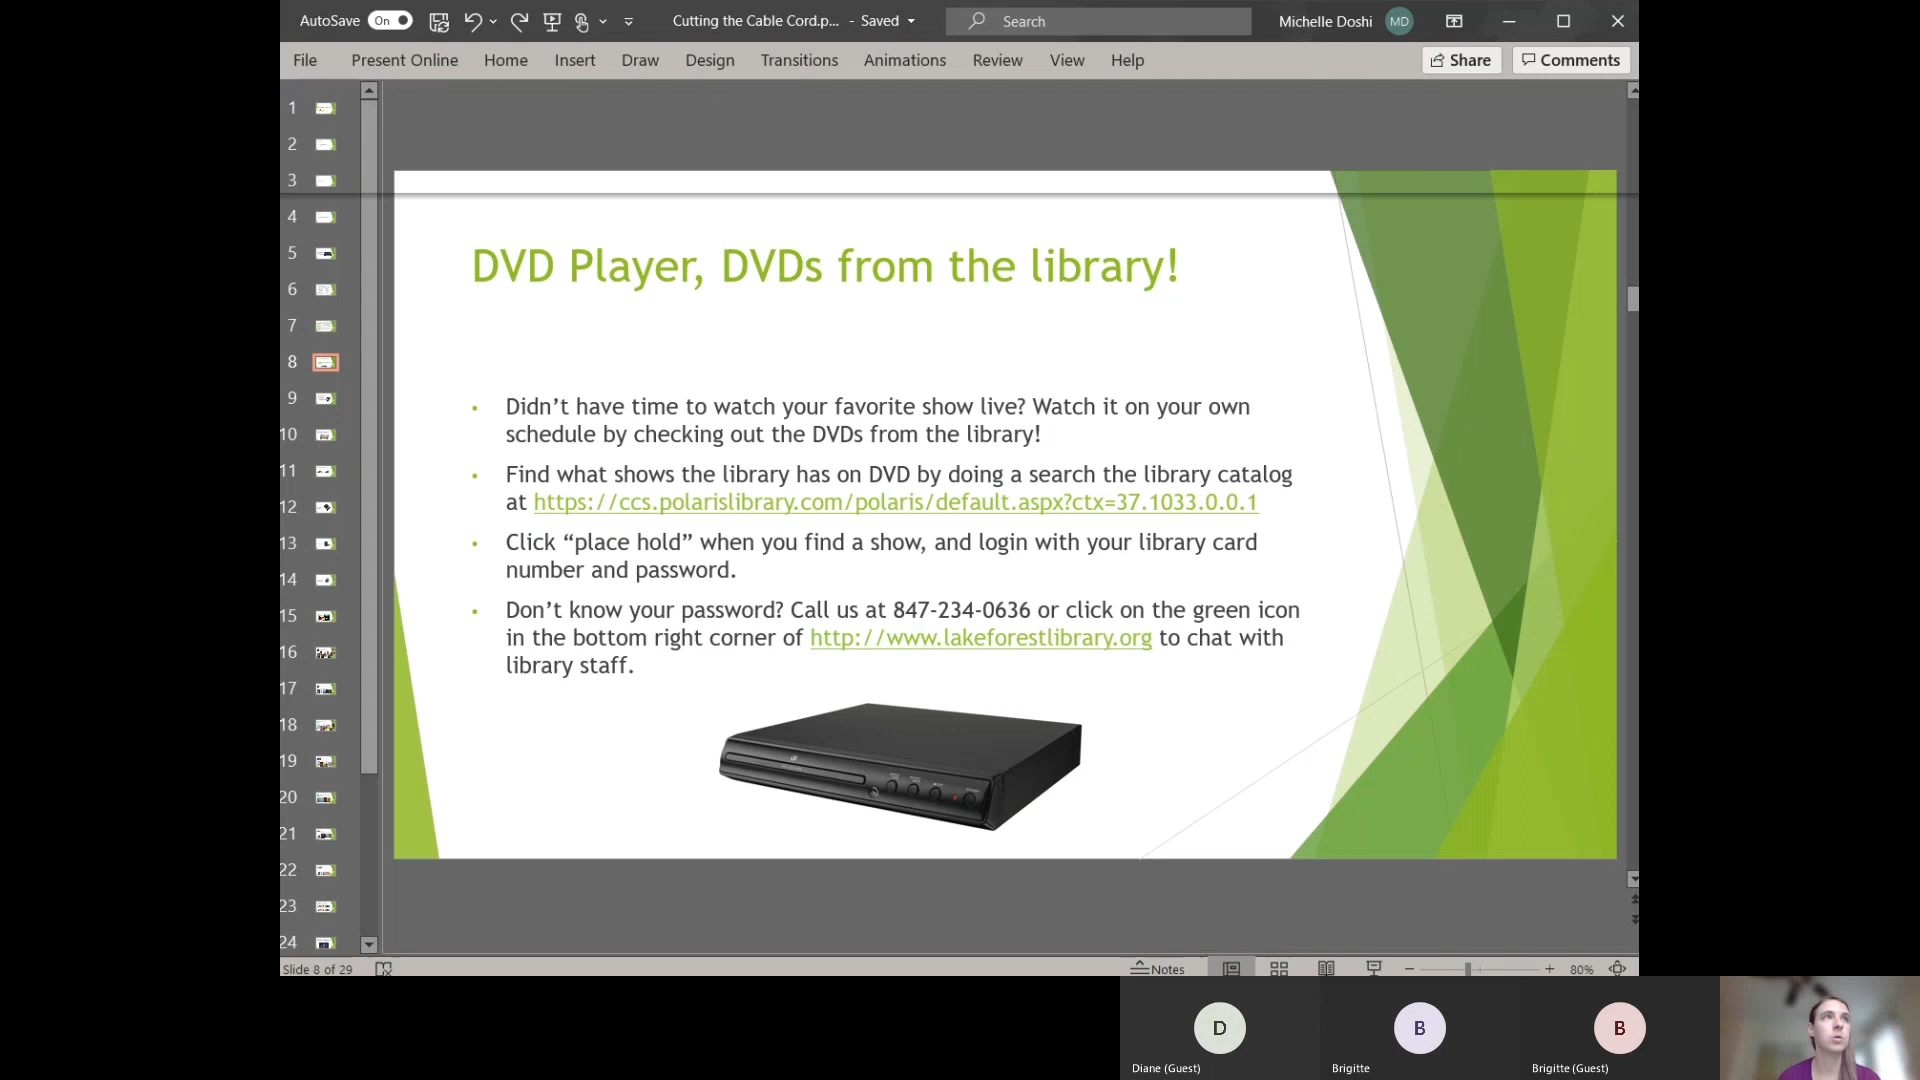 AutoSave On Cutting the Cable Cord.p... - Saved Search Michelle Doshi MD
File Present Online Home Insert Draw Design Transitions Animations Review View Help Share Comments
1
2
3
4
5
6
7
8
9
10
11
12
13
14
15
16
17
18
19
20
21
22
23
24
DVD Player, DVDs from the library!
• Didn’t have time to watch your favorite show live? Watch it on your own
schedule by checking out the DVDs from the library!
• Find what shows the library has on DVD by doing a search the library catalog
at https://ccs.polarislibrary.com/polaris/default.aspx?ctx=37.1033.0.0.1
• Click “place hold” when you find a show, and login with your library card
number and password.
• Don’t know your password? Call us at 847-234-0636 or click on the green icon
in the bottom right corner of http://www.lakeforestlibrary.org to chat with
library staff.
Slide 8 of 29 Notes 80%
D B B
Diane (Guest) Brigitte Brigitte (Guest)